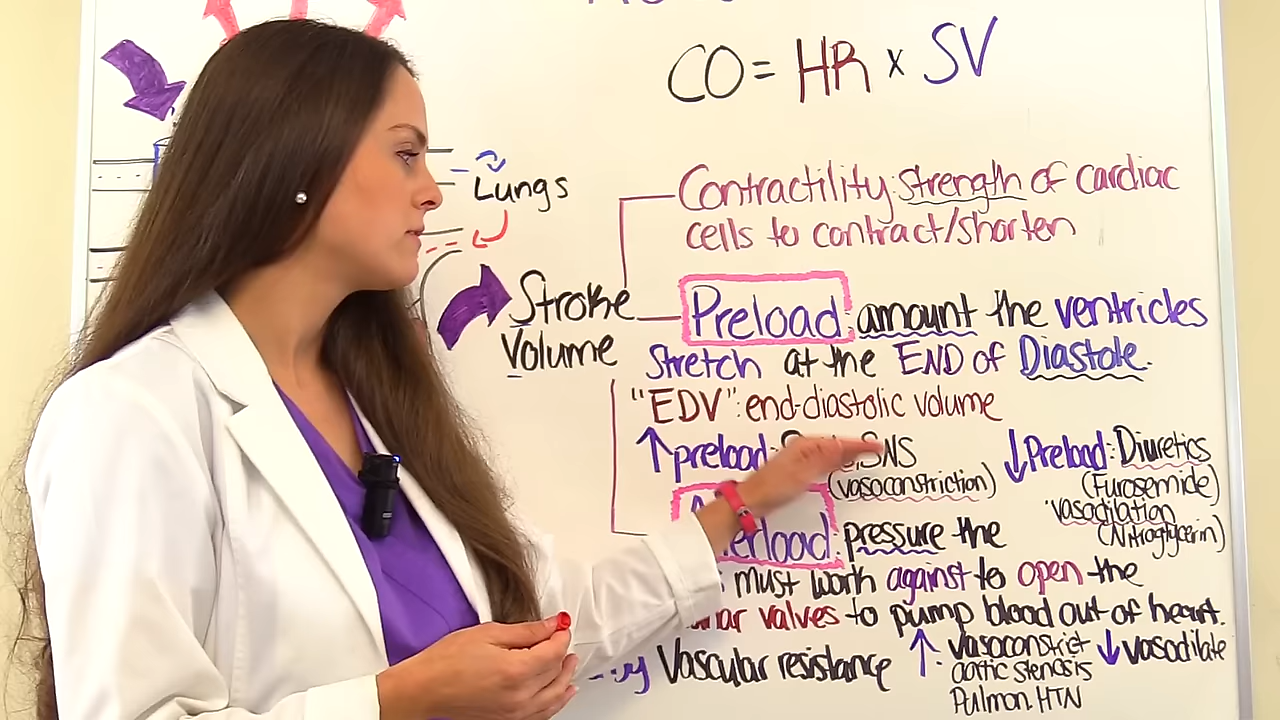 CO = HR x SV
Lungs
Stroke
Volume
Contractility: strength of cardiac
cells to contract/shorten
Preload: amount the ventricles
stretch at the END of Diastole.
"EDV": end-diastolic volume
↑ preload: SNS
(vasoconstriction)
↓ Preload: Diuretics
(Furosemide)
vasodilation
(Nitroglycerin)
pressure the
must work against to open the
valves to pump blood out of heart.
Vascular resistance
↑ vasoconstrict
aortic stenosis
Pulmon. HTN
↓ vasodilate